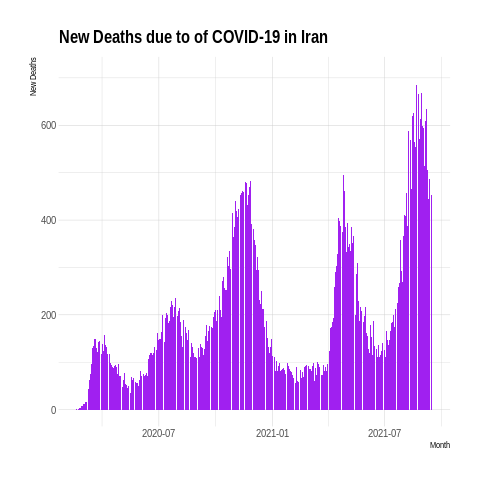 New Deaths due to of COVID-19 in Iran
New Deaths
600
400
200
0
2020-07
2021-01
2021-07
Month